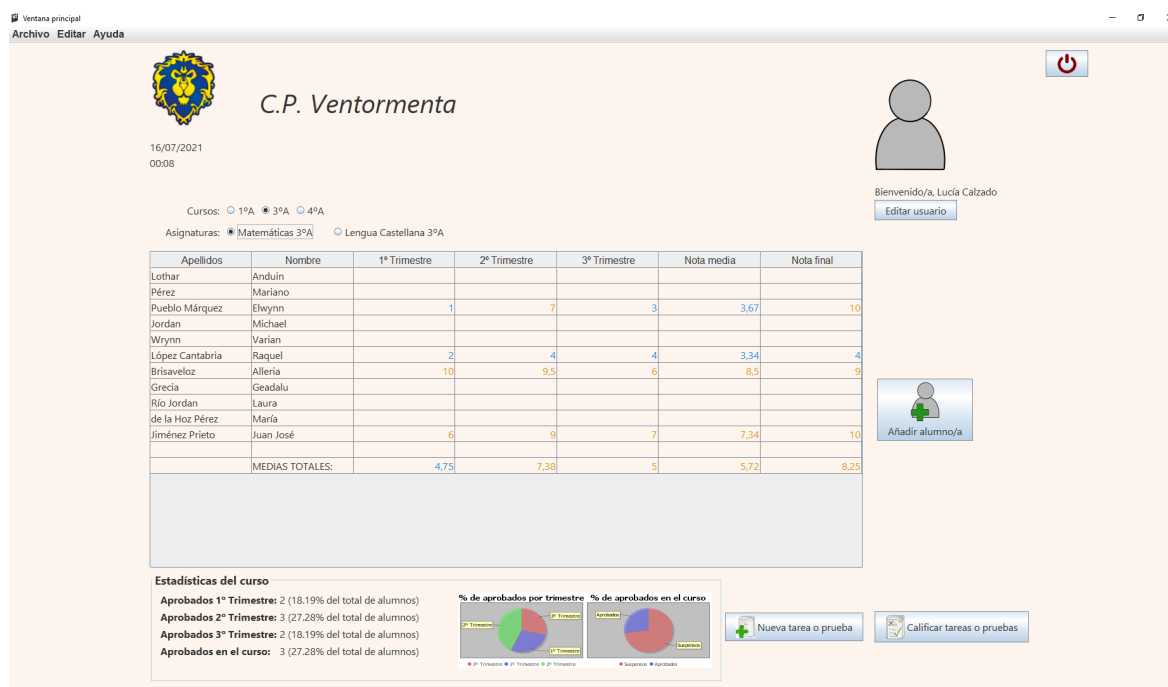 Ventana principal
Archivo Editar Ayuda
C.P. Ventormenta
16/07/2021
00:08
Bienvenido/a, Lucía Calzado
Editar usuario
Cursos: 1ºA 3ºA 4ºA
Asignaturas: Matemáticas 3ºA Lengua Castellana 3ºA
Apellidos Nombre 1º Trimestre 2º Trimestre 3º Trimestre Nota media Nota final
Lothar Anduin
Pérez Mariano
Pueblo Márquez Elwynn 1 7 3 3,67 10
Jordan Michael
Wrynn Varian
López Cantabria Raquel 2 4 4 3,34 4
Brisaveloz Allería 10 9,5 6 8,5 9
Grecia Geadalu
Río Jordan Laura
de la Hoz Pérez María
Jiménez Prieto Juan José 6 9 7 7,34 10
MEDIAS TOTALES: 4,75 7,38 5 5,72 8,25
Añadir alumno/a
Estadísticas del curso
Aprobados 1º Trimestre: 2 (18.19% del total de alumnos)
Aprobados 2º Trimestre: 3 (27.28% del total de alumnos)
Aprobados 3º Trimestre: 2 (18.19% del total de alumnos)
Aprobados en el curso: 3 (27.28% del total de alumnos)
% de aprobados por trimestre
% de aprobados en el curso
Aprobados
Suspensos
Suspensos Aprobados
Nueva tarea o prueba
Calificar tareas o pruebas